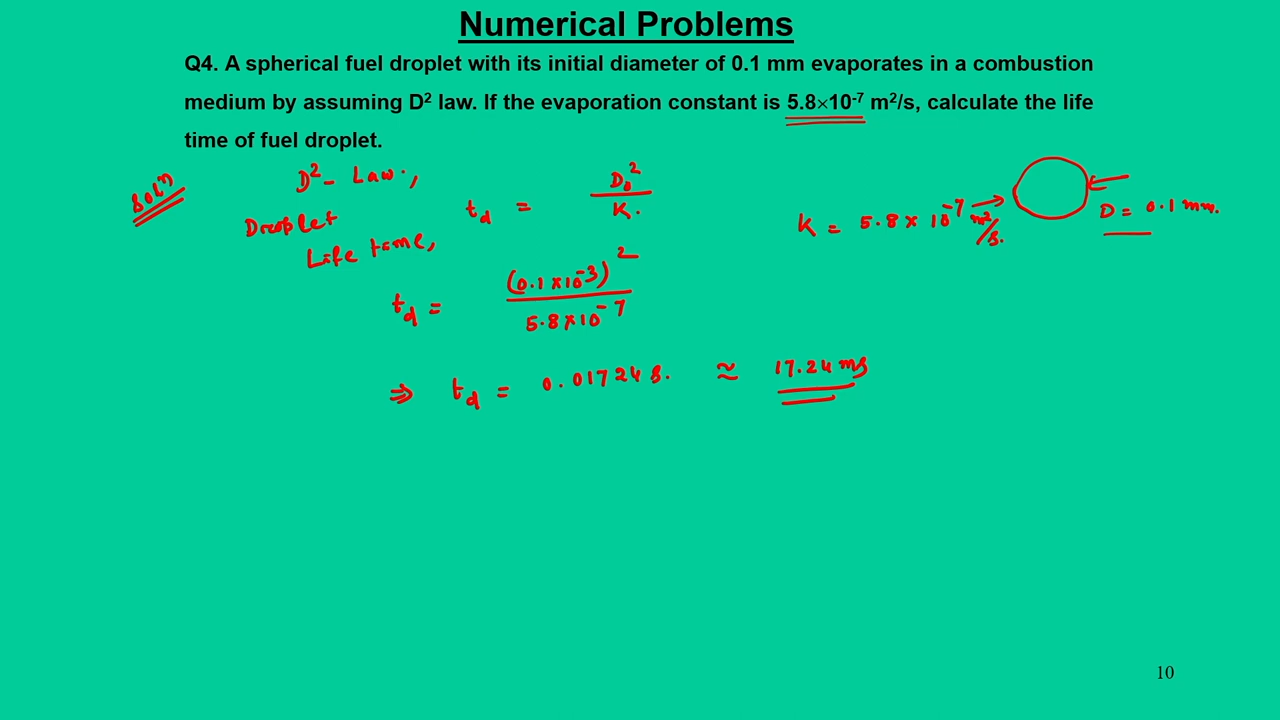 Numerical Problems
Q4. A spherical fuel droplet with its initial diameter of 0.1 mm evaporates in a combustion
medium by assuming D² law. If the evaporation constant is 5.8×10⁻⁷ m²/s, calculate the life
time of fuel droplet.
Solⁿ
D² - Law.,
Droplet
Life time,
t_d = D₀² / K.
K = 5.8 × 10⁻⁷ m²/s.
D = 0.1 mm.
t_d = (0.1×10⁻³)² / 5.8×10⁻⁷
⇒ t_d = 0.01724 s. ≈ 17.24 ms
10